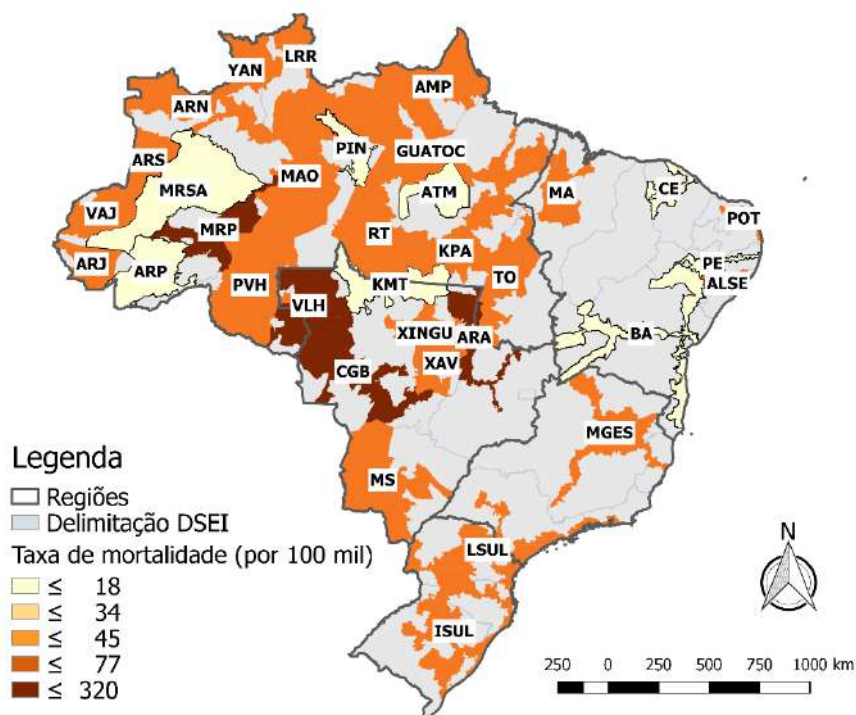 LRR
YAN
AMP
ARN
PIN
GUATOC
ARS
MAO
MA
CE
MRSA
ATM
VAJ
POT
MRP
RT
KPA
PE
ARJ
ARP
TO
ALSE
PVH
KMT
VLH
XINGU
ARA
BA
CGB
XAV
MGES
MS
LSUL
ISUL
Legenda
Regiões
Delimitação DSEI
Taxa de mortalidade (por 100 mil)
≤ 18
≤ 34
≤ 45
≤ 77
≤ 320
N
250 0 250 500 750 1000 km